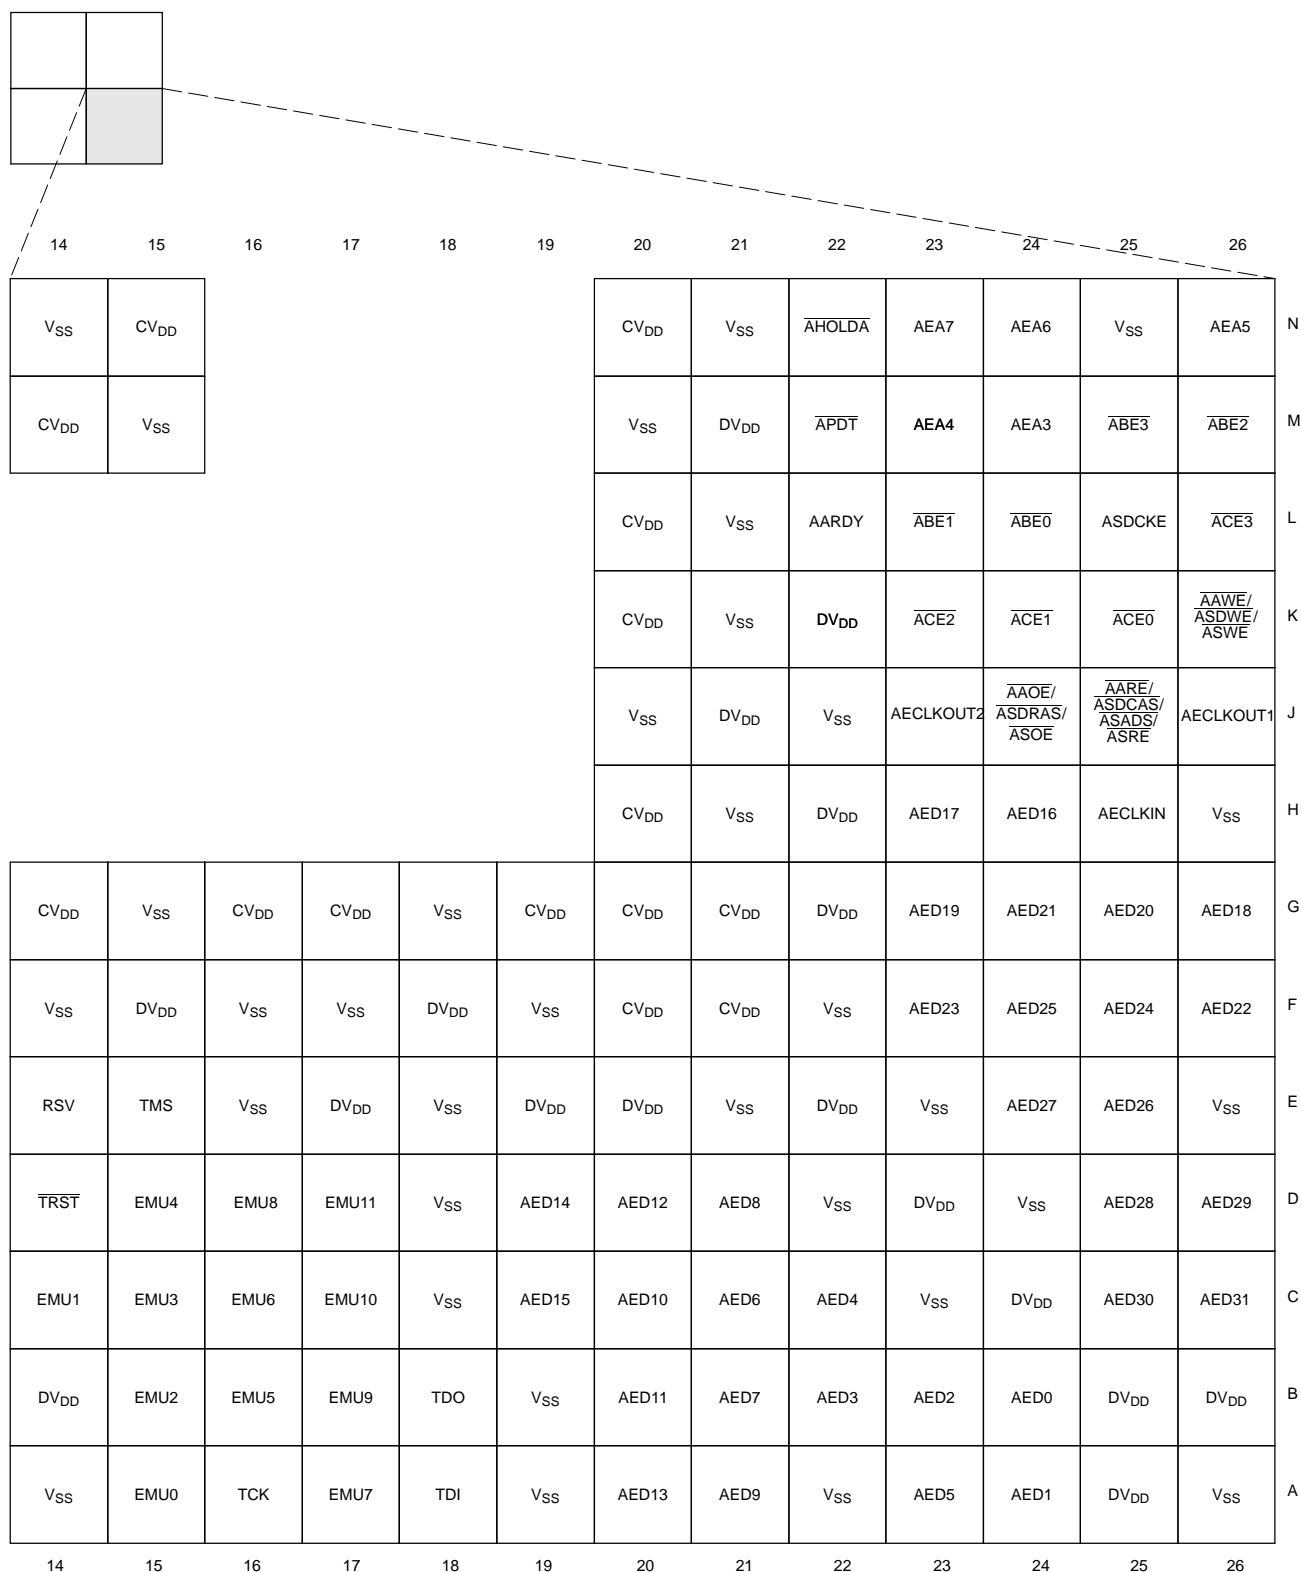 14 15 16 17 18 19 20 21 22 23 24 25 26
VSS CVDD CVDD VSS AHOLDA AEA7 AEA6 VSS AEA5 N
CVDD VSS VSS DVDD APDT AEA4 AEA3 ABE3 ABE2 M
CVDD VSS AARDY ABE1 ABE0 ASDCKE ACE3 L
CVDD VSS DVDD ACE2 ACE1 ACE0 AAWE/
ASDWE/
ASWE K
VSS DVDD VSS AECLKOUT2 AAOE/
ASDRAS/
ASOE AARE/
ASDCAS/
ASADS/
ASRE AECLKOUT1 J
CVDD VSS DVDD AED17 AED16 AECLKIN VSS H
CVDD VSS CVDD CVDD VSS CVDD CVDD CVDD DVDD AED19 AED21 AED20 AED18 G
VSS DVDD VSS VSS DVDD VSS CVDD CVDD VSS AED23 AED25 AED24 AED22 F
RSV TMS VSS DVDD VSS DVDD DVDD VSS DVDD VSS AED27 AED26 VSS E
TRST EMU4 EMU8 EMU11 VSS AED14 AED12 AED8 VSS DVDD VSS AED28 AED29 D
EMU1 EMU3 EMU6 EMU10 VSS AED15 AED10 AED6 AED4 VSS DVDD AED30 AED31 C
DVDD EMU2 EMU5 EMU9 TDO VSS AED11 AED7 AED3 AED2 AED0 DVDD DVDD B
VSS EMU0 TCK EMU7 TDI VSS AED13 AED9 VSS AED5 AED1 DVDD VSS A
14 15 16 17 18 19 20 21 22 23 24 25 26